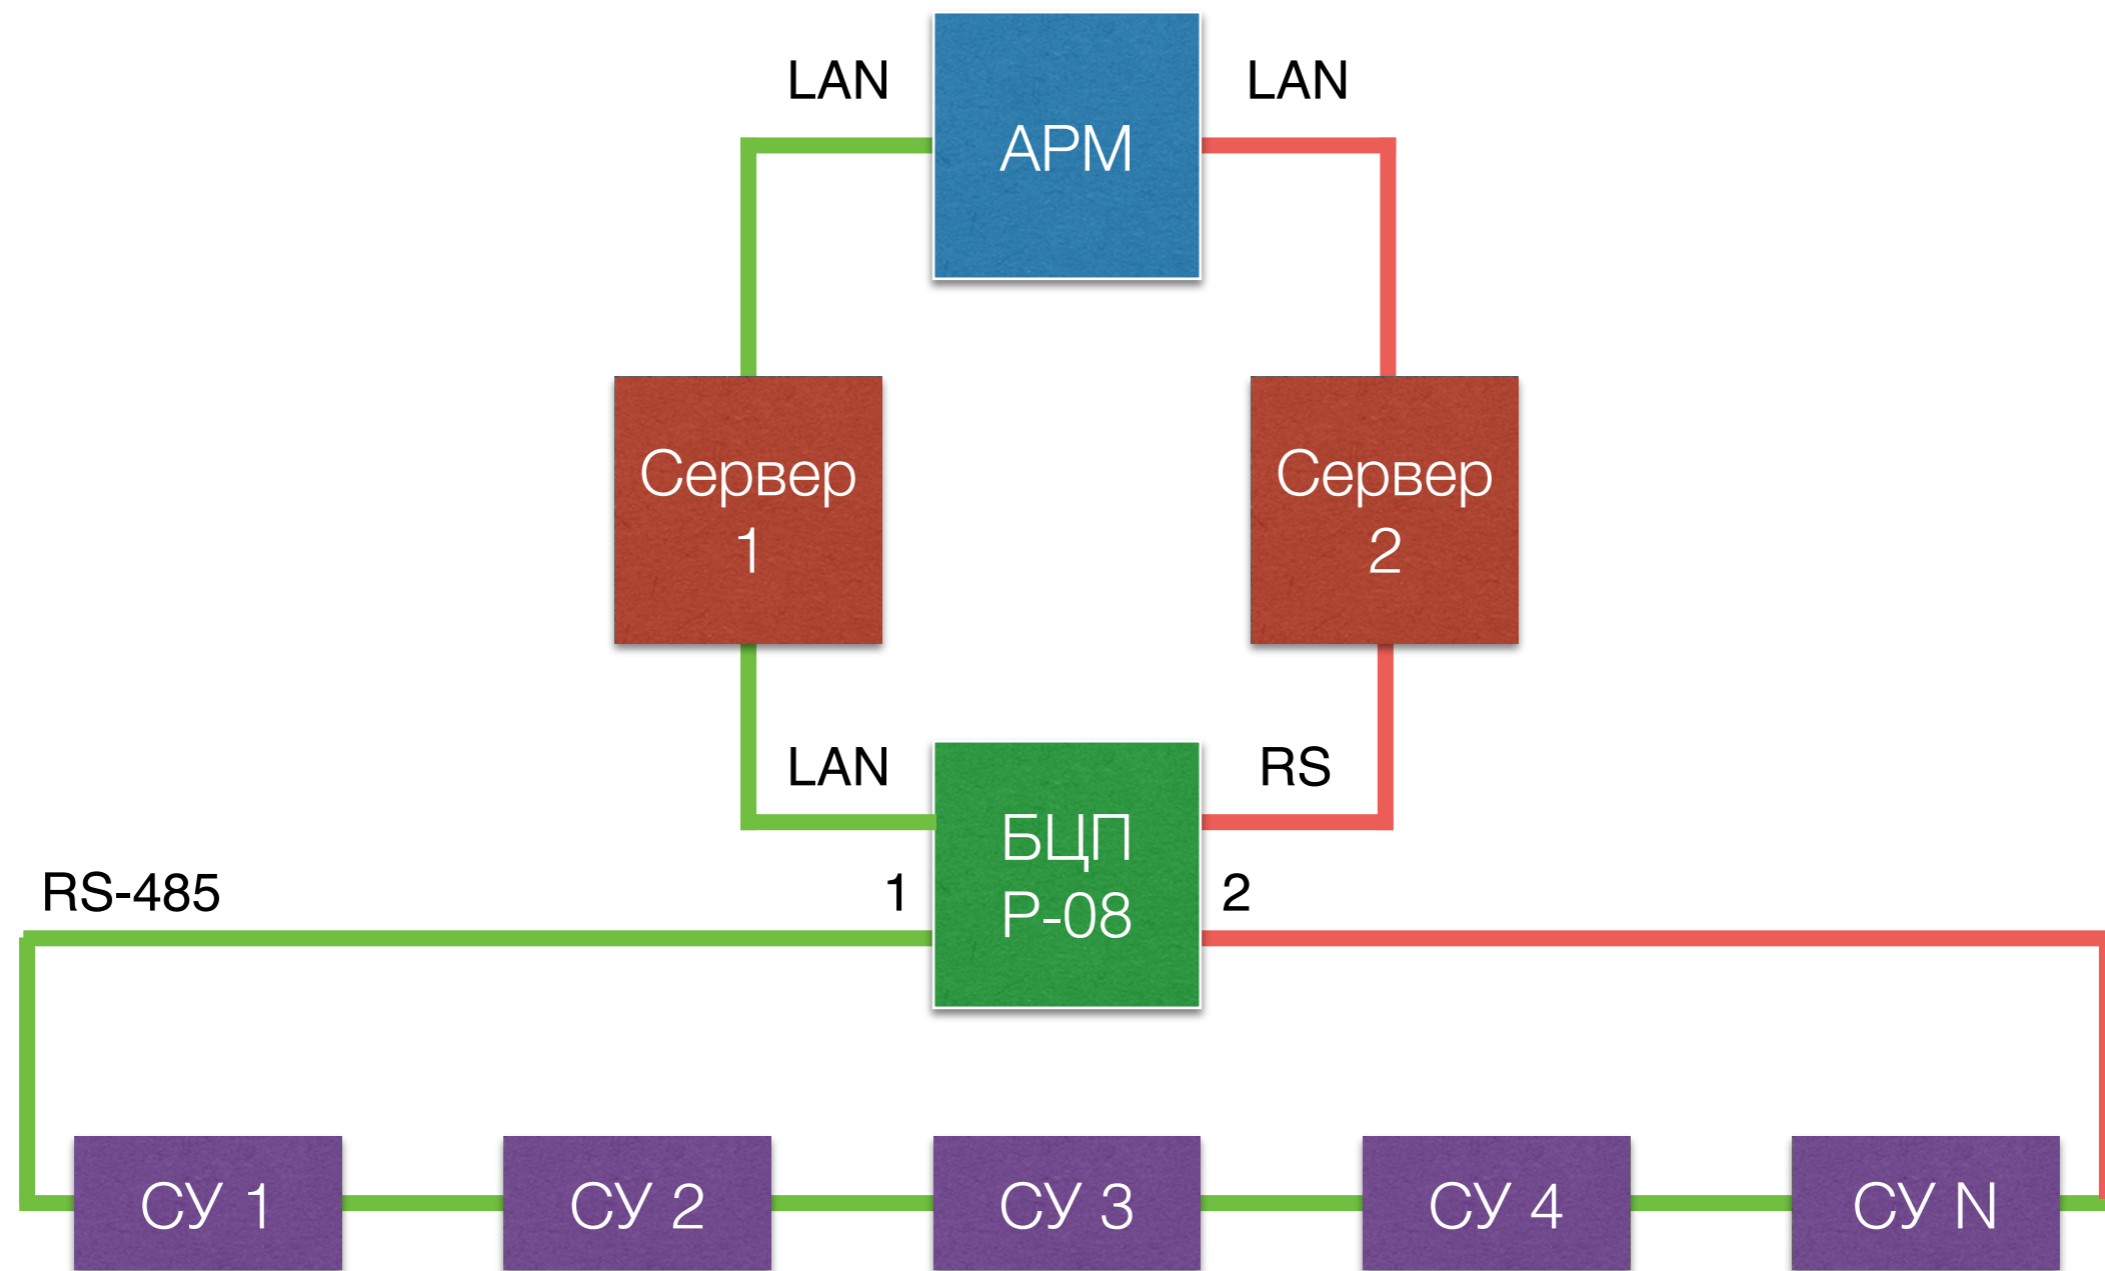 LAN
АРМ
LAN
Сервер
1
Сервер
2
LAN
БЦП
Р-08
RS
RS-485
1
2
СУ 1
СУ 2
СУ 3
СУ 4
СУ N